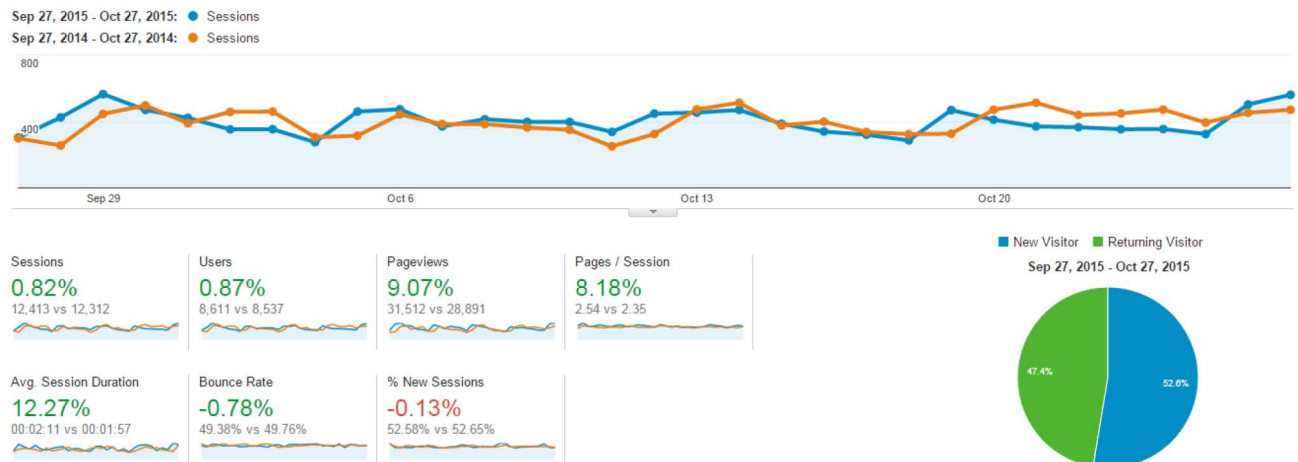 Sep 27, 2015 - Oct 27, 2015: Sessions
Sep 27, 2014 - Oct 27, 2014: Sessions
800
400
Sep 29 Oct 6 Oct 13 Oct 20
New Visitor Returning Visitor
Sep 27, 2015 - Oct 27, 2015
47.4%
52.6%
Sessions
0.82%
12,413 vs 12,312
Users
0.87%
8,611 vs 8,537
Pageviews
9.07%
31,512 vs 28,891
Pages / Session
8.18%
2.54 vs 2.35
Avg. Session Duration
12.27%
00:02:11 vs 00:01:57
Bounce Rate
-0.78%
49.38% vs 49.76%
% New Sessions
-0.13%
52.58% vs 52.65%